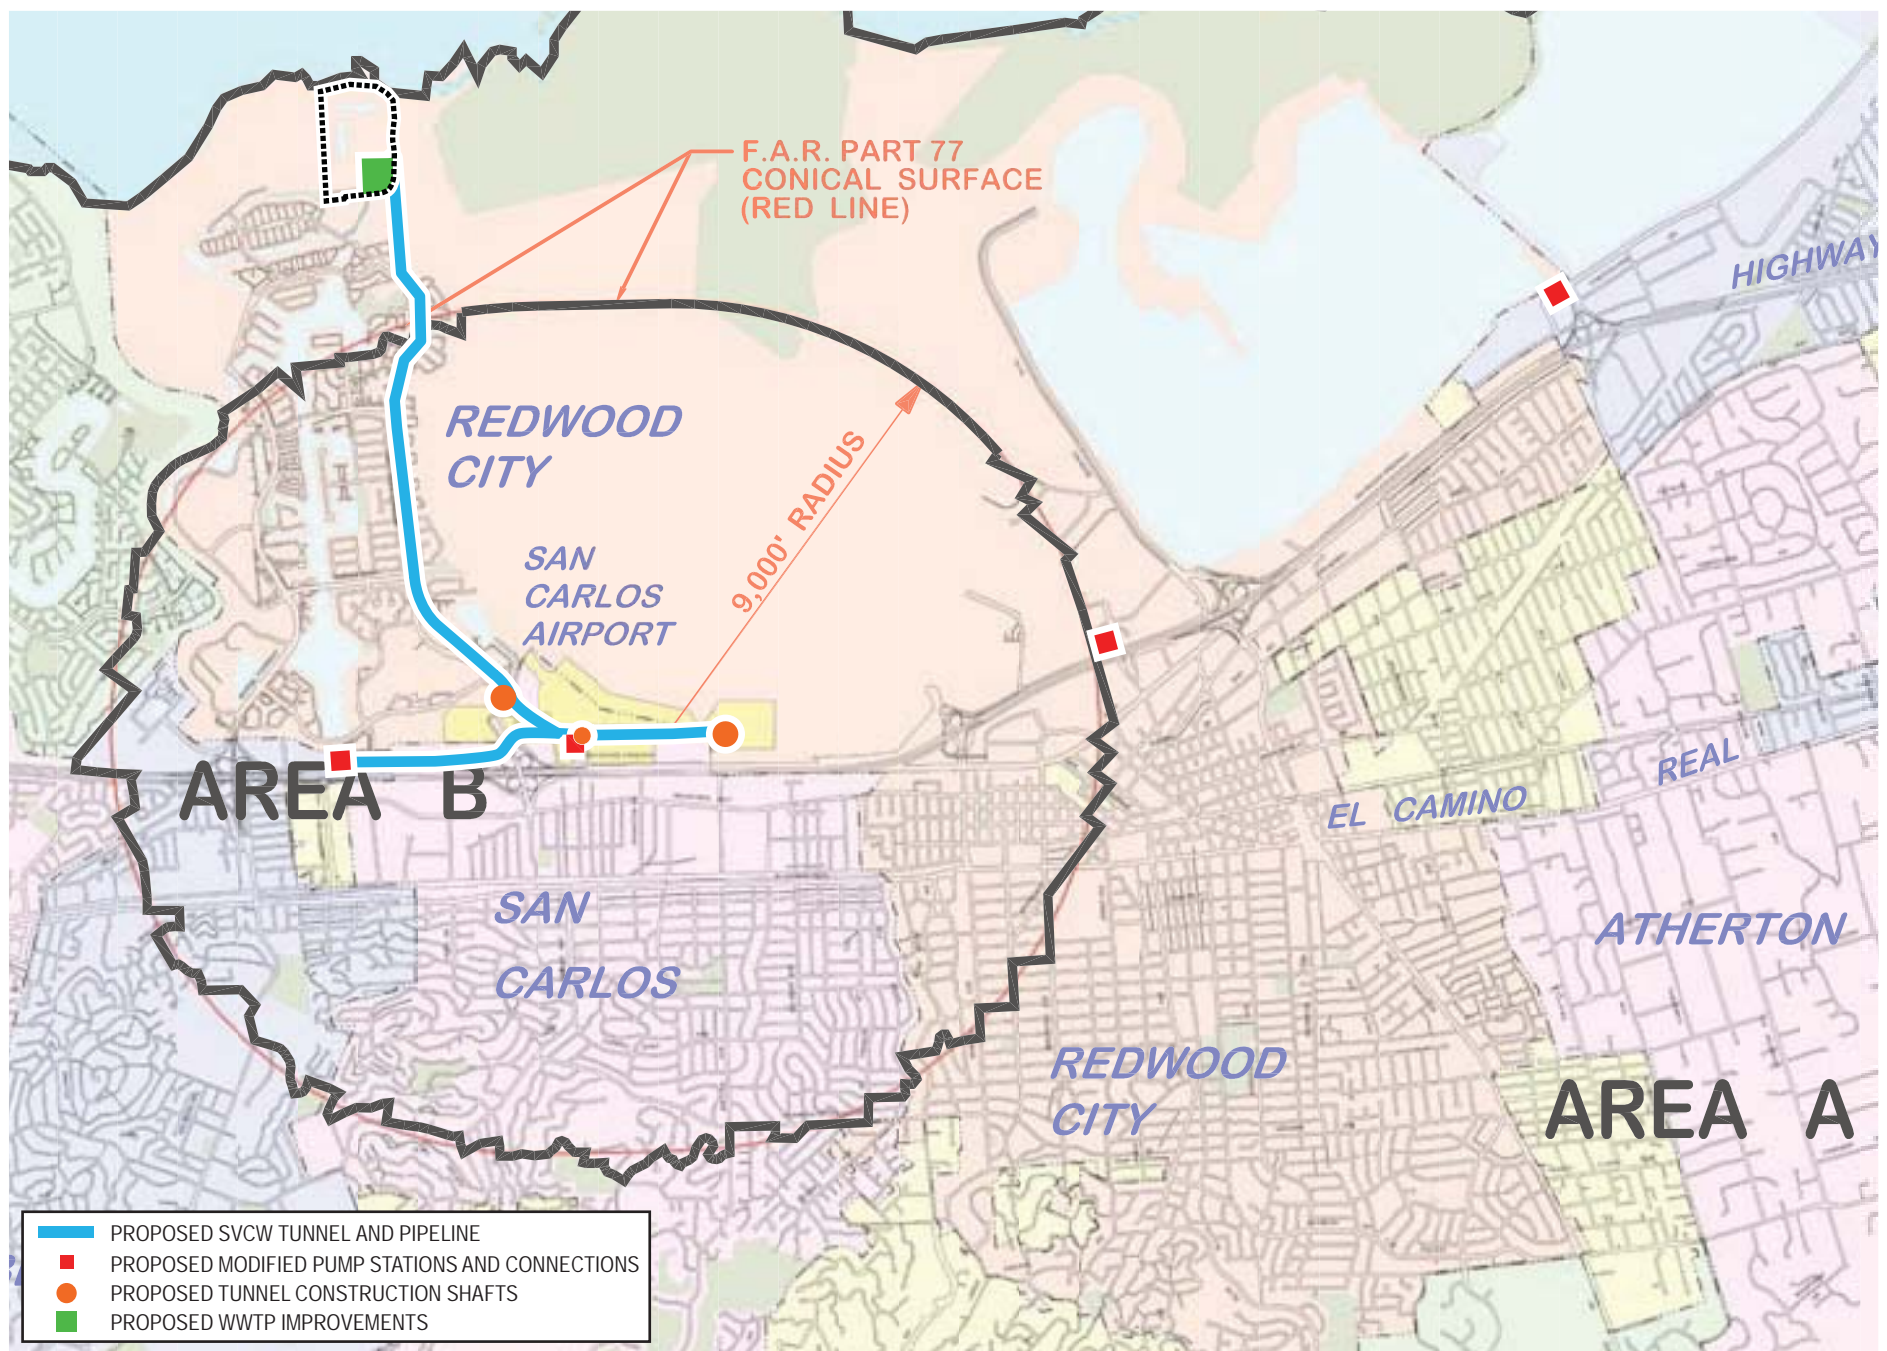 F.A.R. PART 77
CONICAL SURFACE
(RED LINE)
HIGHWAY
REDWOOD
CITY
9,000' RADIUS
SAN
CARLOS
AIRPORT
AREA B
REAL
EL CAMINO
SAN
CARLOS
ATHERTON
REDWOOD
CITY
AREA A
PROPOSED SVCW TUNNEL AND PIPELINE
PROPOSED MODIFIED PUMP STATIONS AND CONNECTIONS
PROPOSED TUNNEL CONSTRUCTION SHAFTS
PROPOSED WWTP IMPROVEMENTS